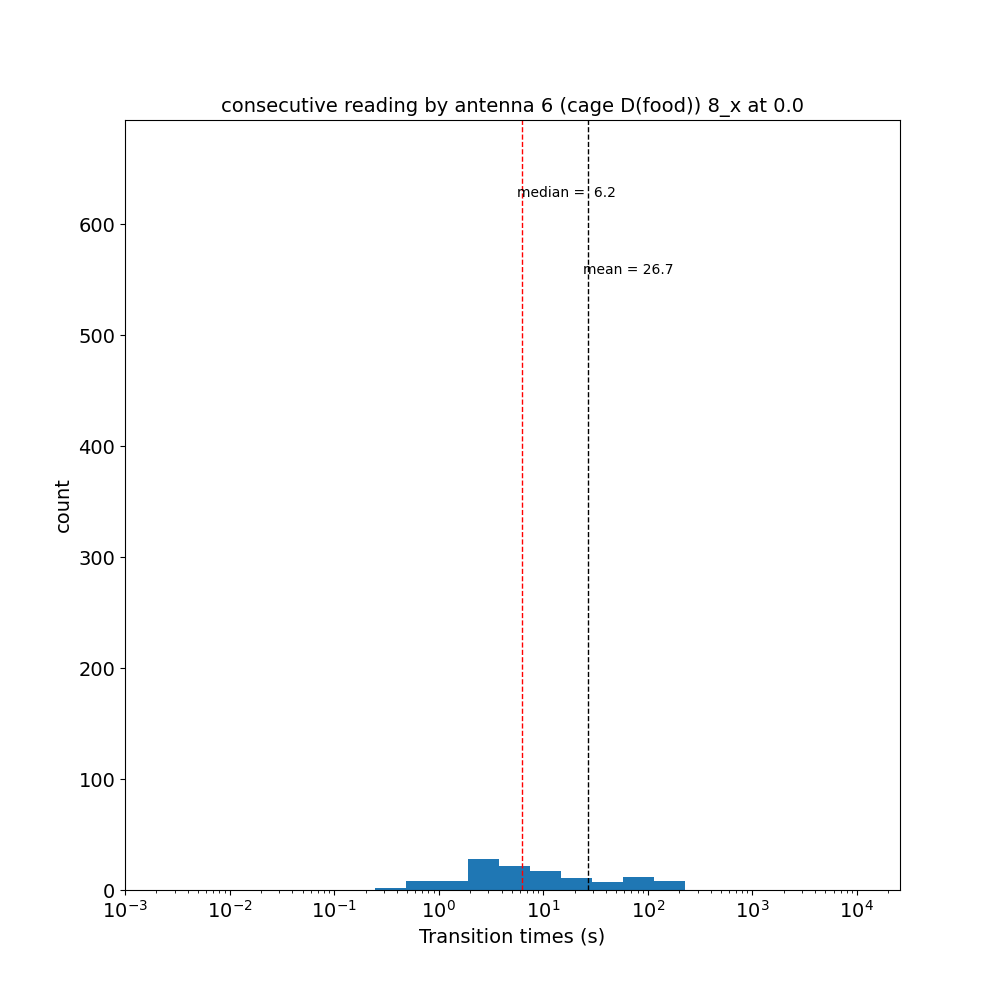 consecutive reading by antenna 6 (cage D(food)) 8_x at 0.0
median =  6.2
mean = 26.7
600
500
400
300
200
100
0
count
10⁻³ 10⁻² 10⁻¹ 10⁰ 10¹ 10² 10³ 10⁴
Transition times (s)